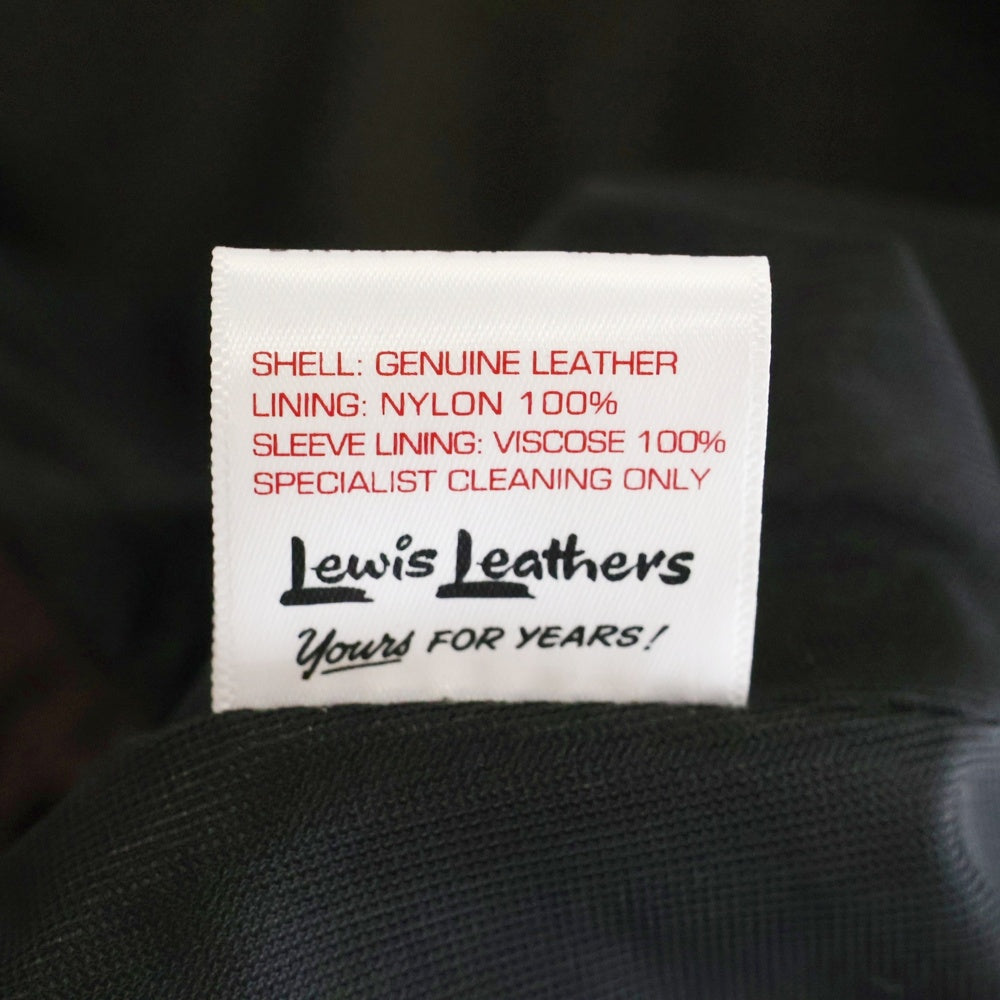 SHELL: GENUINE LEATHER
LINING: NYLON 100%
SLEEVE LINING: VISCOSE 100%
SPECIALIST CLEANING ONLY
Lewis Leathers
Yours FOR YEARS!